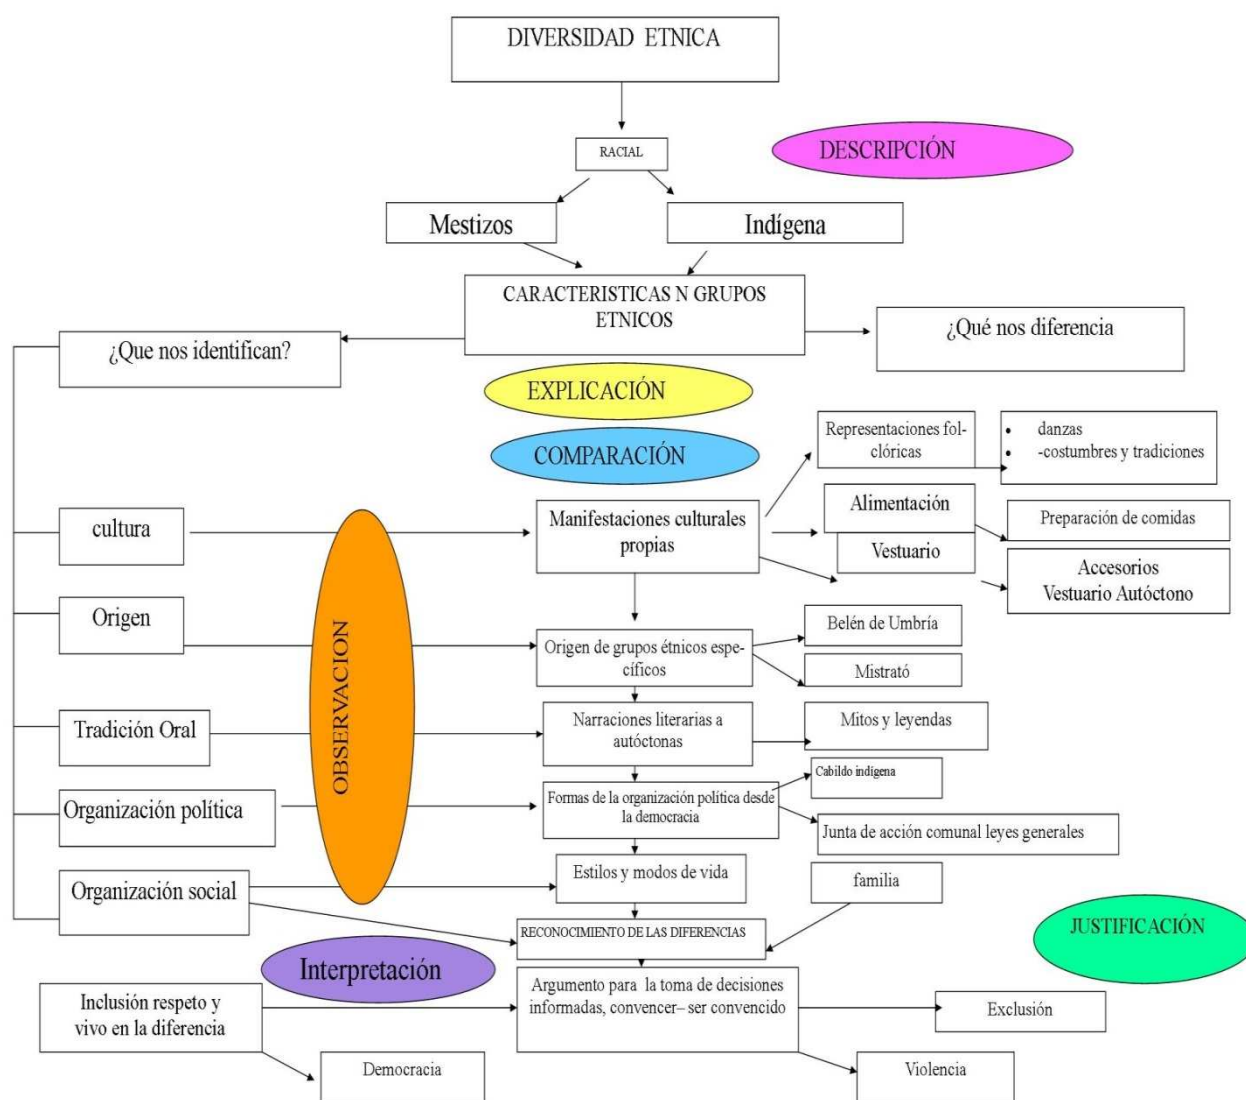 DIVERSIDAD ETNICA
RACIAL
DESCRIPCIÓN
Mestizos
Indígena
CARACTERISTICAS N GRUPOS
ETNICOS
¿Que nos identifican?
¿Qué nos diferencia
EXPLICACIÓN
COMPARACIÓN
Representaciones fol-
clóricas
• danzas
• -costumbres y tradiciones
cultura
Manifestaciones culturales
propias
Alimentación
Vestuario
Preparación de comidas
Accesorios
Vestuario Autóctono
OBSERVACION
Origen
Origen de grupos étnicos espe-
cíficos
Belén de Umbría
Mistrató
Tradición Oral
Narraciones literarias a
autóctonas
Mitos y leyendas
Organización política
Formas de la organización política desde
la democracia
Cabildo indígena
Junta de acción comunal leyes generales
Organización social
Estilos y modos de vida
familia
RECONOCIMIENTO DE LAS DIFERENCIAS
JUSTIFICACIÓN
Interpretación
Inclusión respeto y
vivo en la diferencia
Argumento para la toma de decisiones
informadas, convencer– ser convencido
Exclusión
Democracia
Violencia